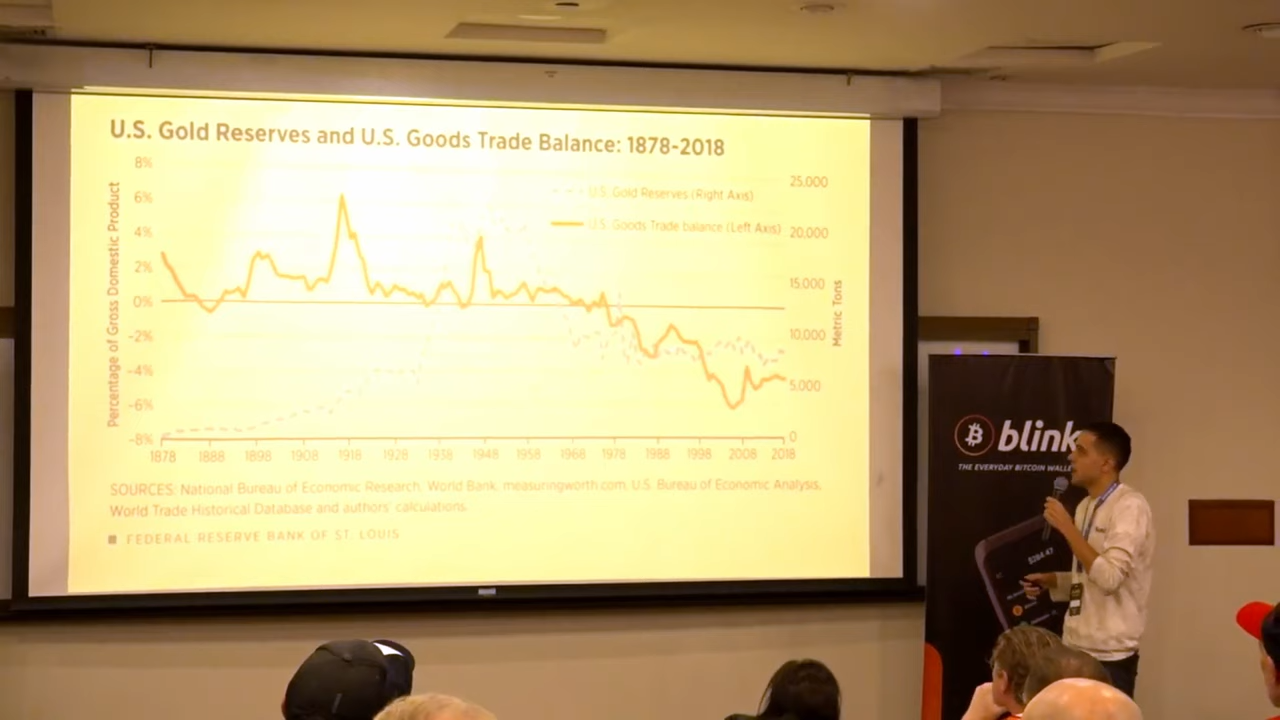 U.S. Gold Reserves and U.S. Goods Trade Balance: 1878-2018
8%
6%
4%
2%
0%
-2%
-4%
-6%
-8%
Percentage of Gross Domestic Product
U.S. Gold Reserves (Right Axis)
U.S. Goods Trade balance (Left Axis)
25,000
20,000
15,000
10,000
5,000
0
Metric Tons
1878 1888 1898 1908 1918 1928 1938 1948 1958 1968 1978 1988 1998 2008 2018
SOURCES: National Bureau of Economic Research, World Bank, measuringworth.com, U.S. Bureau of Economic Analysis,
World Trade Historical Database and authors' calculations.
FEDERAL RESERVE BANK OF ST. LOUIS
blink
THE EVERYDAY BITCOIN